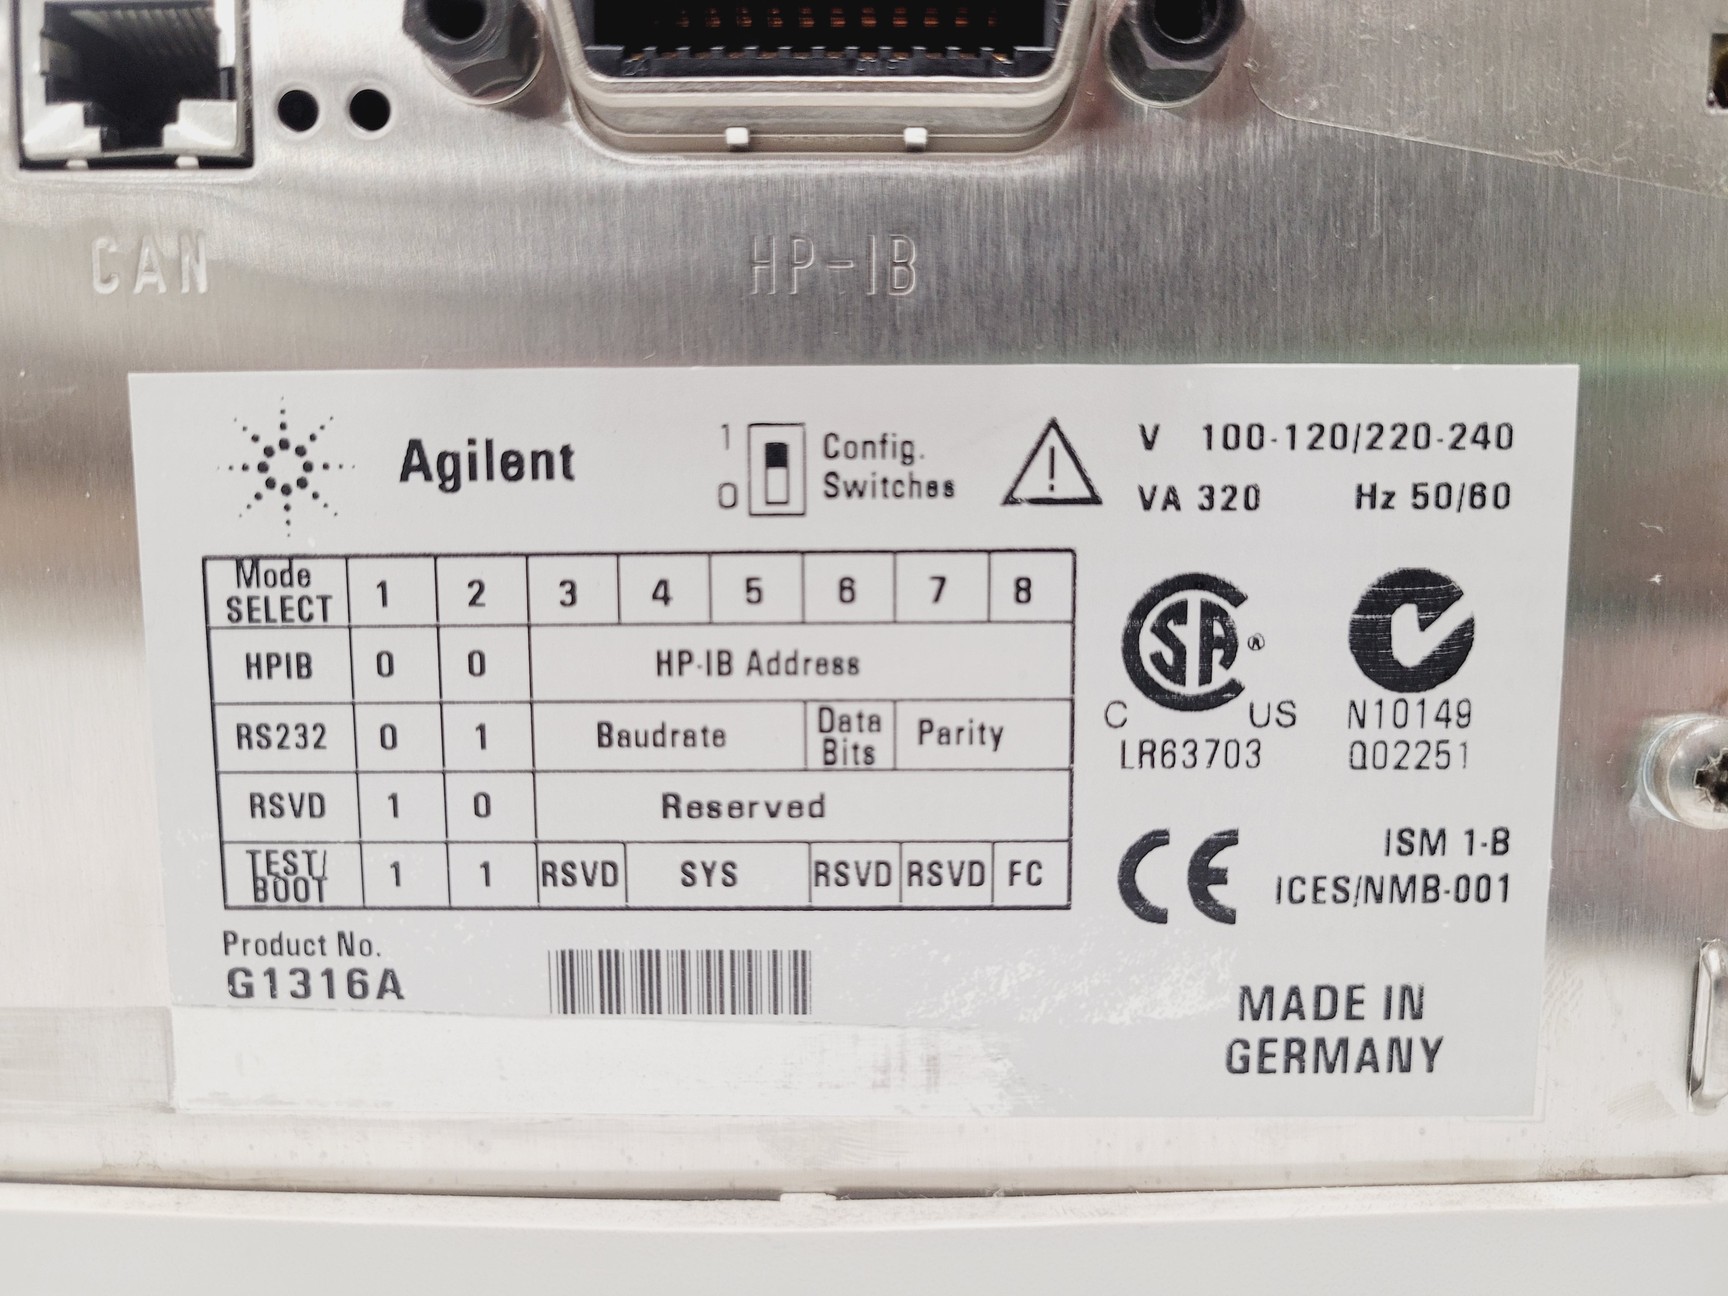 CAN
HP-IB
Agilent
1
0
Config.
Switches
V 100-120/220-240
VA 320 Hz 50/60
Mode SELECT 1 2 3 4 5 6 7 8
HPIB 0 0 HP-IB Address
RS232 0 1 Baudrate Data Bits Parity
RSVD 1 0 Reserved
TEST/BOOT 1 1 RSVD SYS RSVD RSVD FC
SA ®
C US
LR63703
N10149
Q02251
CE
ISM 1-B
ICES/NMB-001
Product No.
G1316A
MADE IN
GERMANY